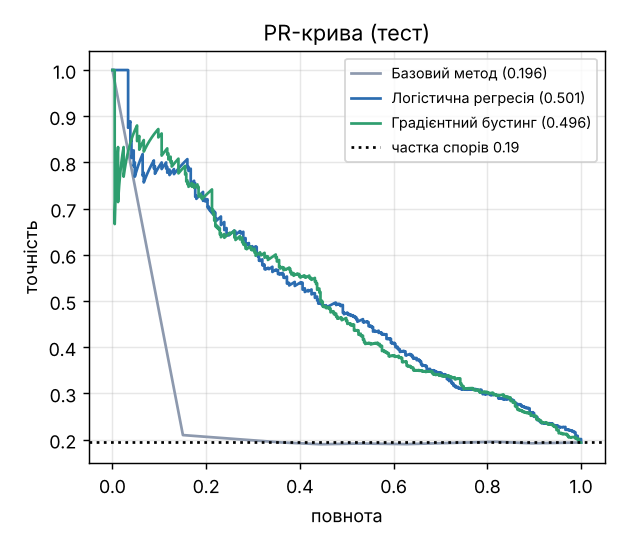 PR-крива (тест)
точність
1.0
0.9
0.8
0.7
0.6
0.5
0.4
0.3
0.2
Базовий метод (0.196)
Логістична регресія (0.501)
Градієнтний бустинг (0.496)
частка спорів 0.19
0.0 0.2 0.4 0.6 0.8 1.0
повнота